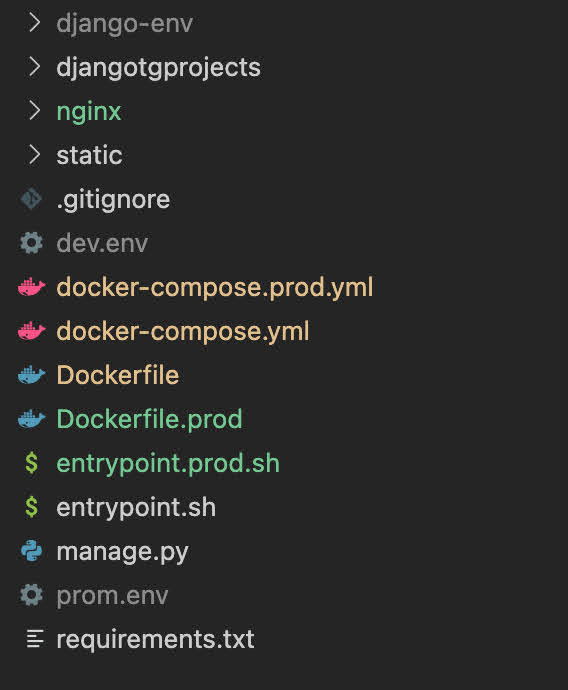 django-env
djangotgprojects
nginx
static
.gitignore
dev.env
docker-compose.prod.yml
docker-compose.yml
Dockerfile
Dockerfile.prod
$ entrypoint.prod.sh
$ entrypoint.sh
manage.py
prom.env
requirements.txt